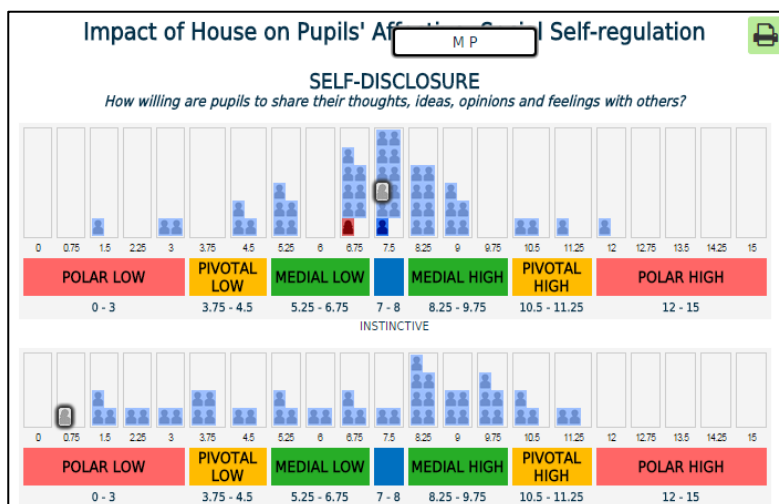 Impact of House on Pupils' Self-regulation
M P
SELF-DISCLOSURE
How willing are pupils to share their thoughts, ideas, opinions and feelings with others?
0 0.75 1.5 2.25 3 3.75 4.5 5.25 6 6.75 7.5 8.25 9 9.75 10.5 11.25 12 12.75 13.5 14.25 15
POLAR LOW PIVOTAL LOW MEDIAL LOW MEDIAL HIGH PIVOTAL HIGH POLAR HIGH
0 - 3 3.75 - 4.5 5.25 - 6.75 7 - 8 8.25 - 9.75 10.5 - 11.25 12 - 15
INSTINCTIVE
0 0.75 1.5 2.25 3 3.75 4.5 5.25 6 6.75 7.5 8.25 9 9.75 10.5 11.25 12 12.75 13.5 14.25 15
POLAR LOW PIVOTAL LOW MEDIAL LOW MEDIAL HIGH PIVOTAL HIGH POLAR HIGH
0 - 3 3.75 - 4.5 5.25 - 6.75 7 - 8 8.25 - 9.75 10.5 - 11.25 12 - 15